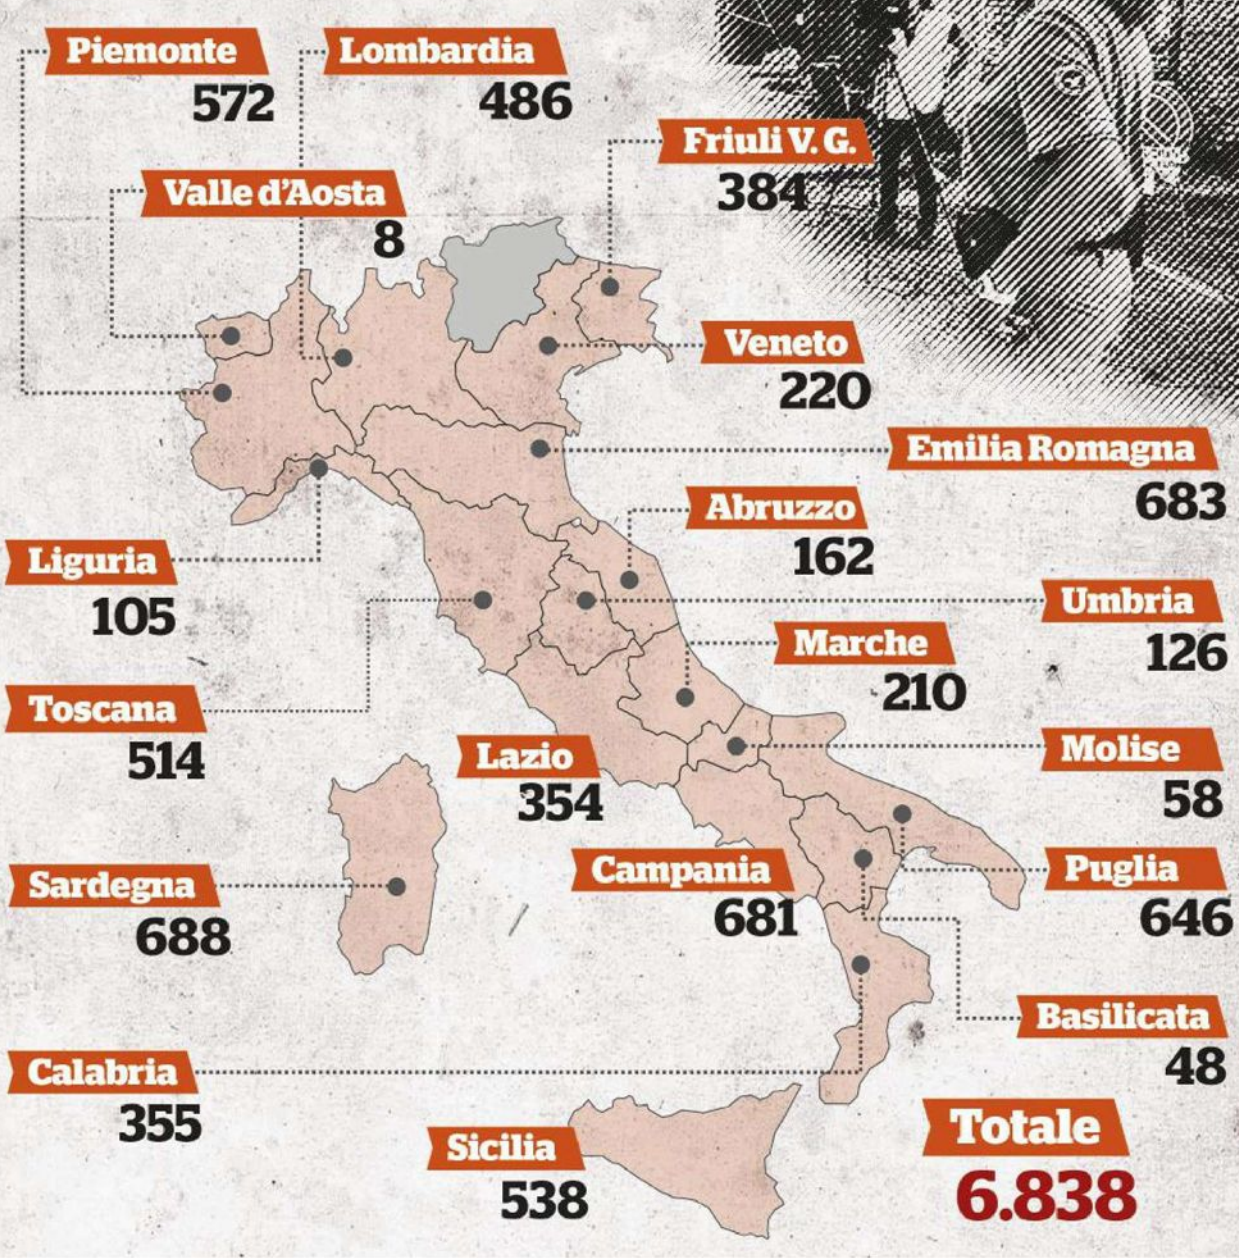 Piemonte
572
Lombardia
486
Friuli V. G.
384
Valle d'Aosta
8
Veneto
220
Emilia Romagna
683
Abruzzo
162
Liguria
105
Umbria
126
Marche
210
Toscana
514
Lazio
354
Molise
58
Campania
681
Puglia
646
Sardegna
688
Basilicata
48
Calabria
355
Sicilia
538
Totale
6.838